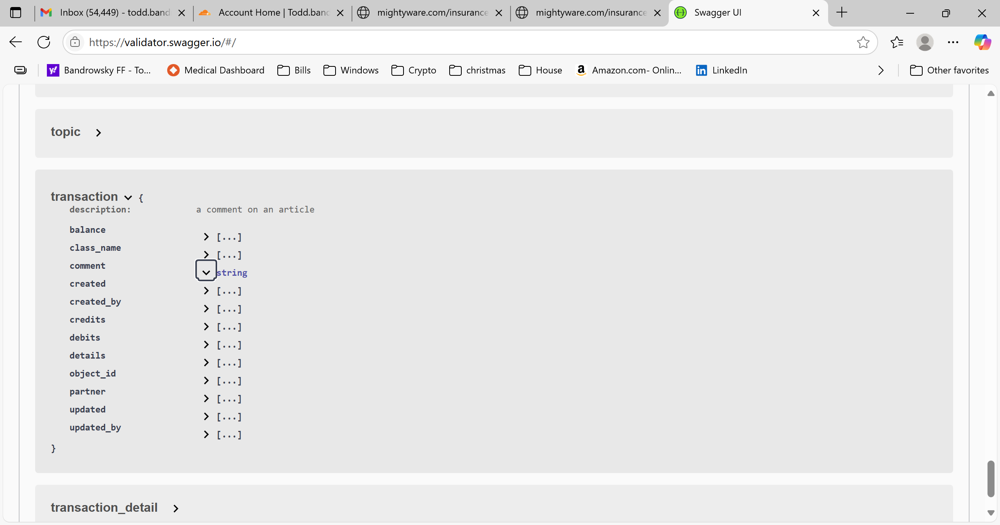 Inbox (54,449) - todd.band
Account Home | Todd.banc
mightyware.com/insurance
mightyware.com/insurance
Swagger UI
https://validator.swagger.io/#/
Bandrowsky FF - To...
Medical Dashboard
Bills
Windows
Crypto
christmas
House
Amazon.com- Onlin...
LinkedIn
Other favorites
topic
transaction {
description: a comment on an article
balance [...]
class_name [...]
comment string
created [...]
created_by [...]
credits [...]
debits [...]
details [...]
object_id [...]
partner [...]
updated [...]
updated_by [...]
}
transaction_detail